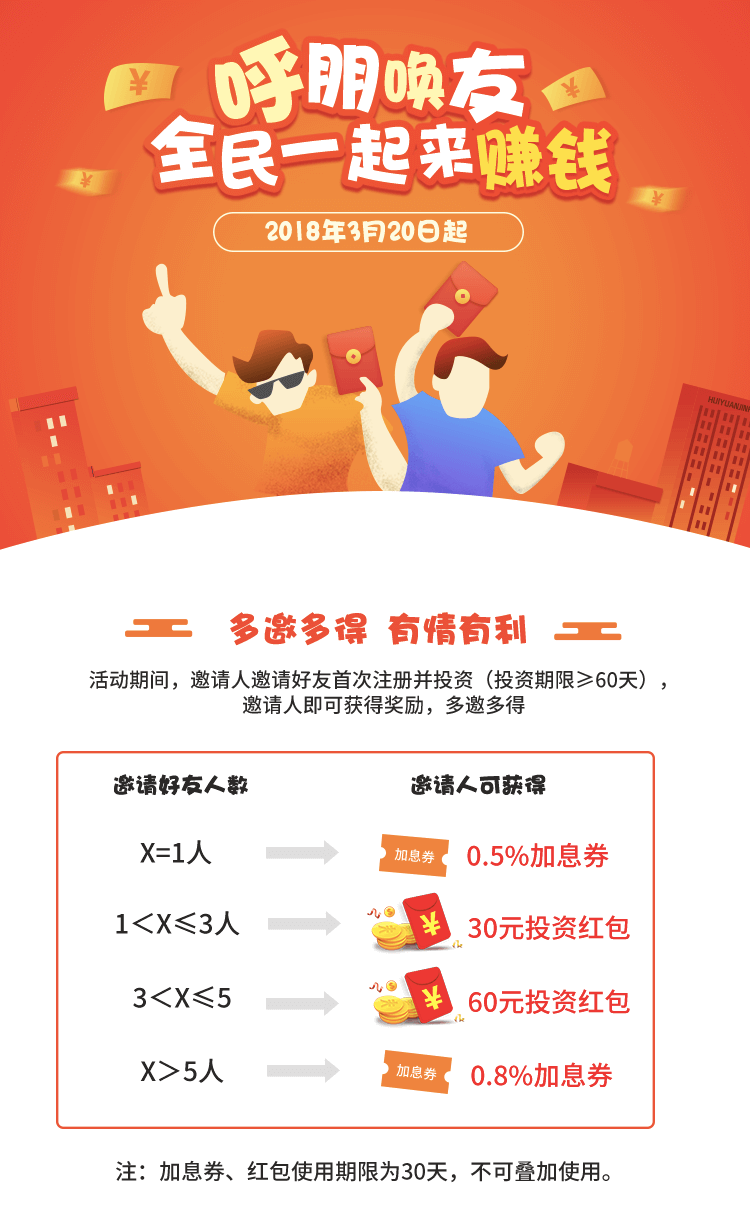 呼朋唤友
全民一起来赚钱
2018年3月20日起
HUIYUANJIN
多邀多得 有情有利
活动期间，邀请人邀请好友首次注册并投资（投资期限≥60天），
邀请人即可获得奖励，多邀多得
邀请好友人数 邀请人可获得
X=1人 加息券 0.5%加息券
1＜X≤3人 ¥ 30元投资红包
3＜X≤5 ¥ 60元投资红包
X＞5人 加息券 0.8%加息券
注：加息券、红包使用期限为30天，不可叠加使用。